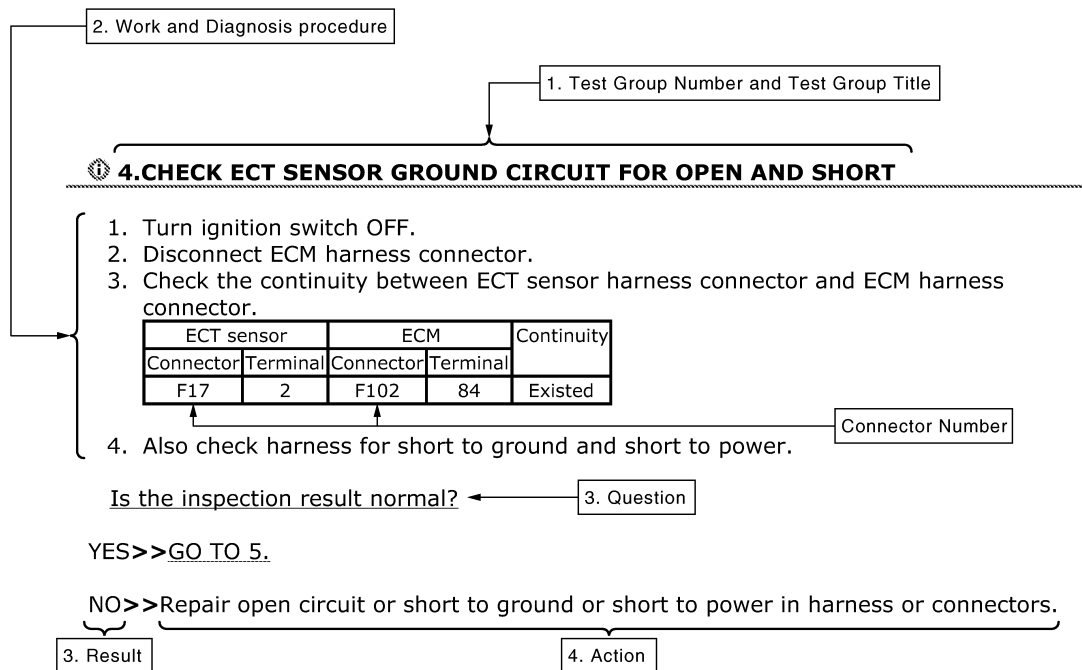 2. Work and Diagnosis procedure
1. Test Group Number and Test Group Title
4.CHECK ECT SENSOR GROUND CIRCUIT FOR OPEN AND SHORT
1. Turn ignition switch OFF.
2. Disconnect ECM harness connector.
3. Check the continuity between ECT sensor harness connector and ECM harness
connector.
ECT sensor ECM Continuity
Connector Terminal Connector Terminal
F17 2 F102 84 Existed
Connector Number
4. Also check harness for short to ground and short to power.
Is the inspection result normal? 3. Question
YES>>GO TO 5.
NO>>Repair open circuit or short to ground or short to power in harness or connectors.
3. Result 4. Action